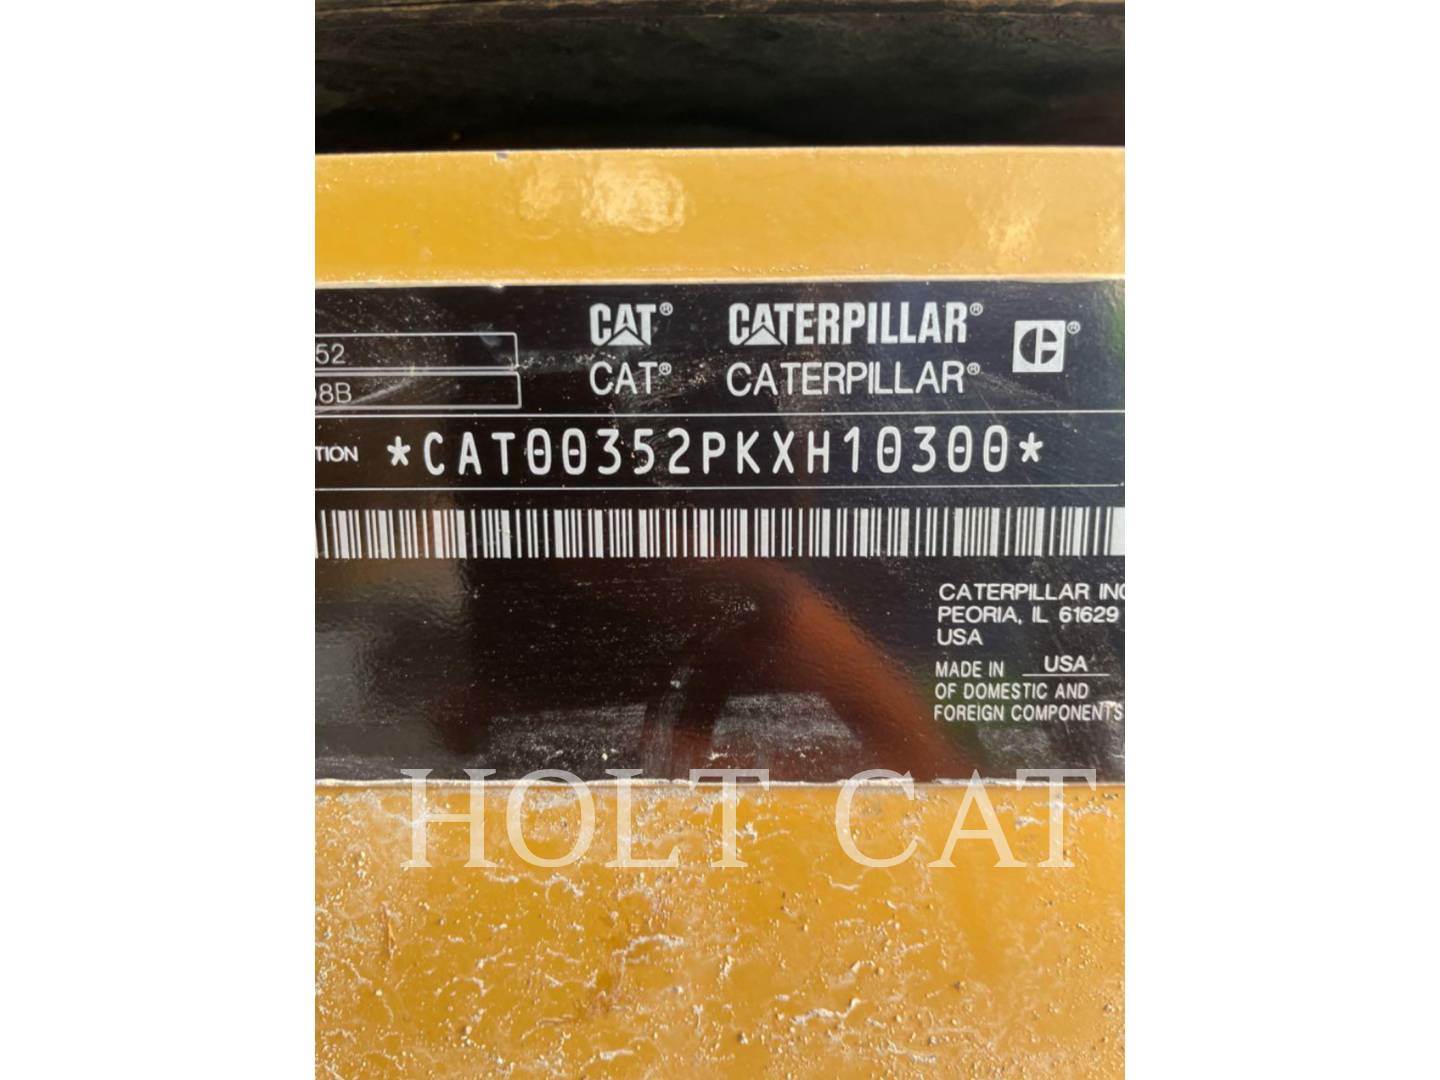 CAT® CATERPILLAR®
52
CAT® CATERPILLAR®
08B
TION *CAT00352PKXH10300*
CATERPILLAR INC
PEORIA, IL 61629
USA
MADE IN USA
OF DOMESTIC AND
FOREIGN COMPONENTS
HOLT CAT